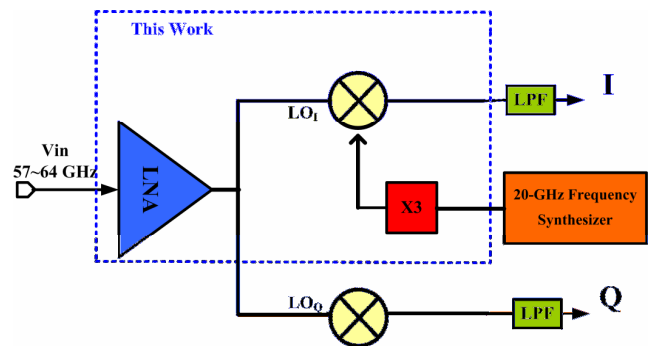 This Work
Vin
57~64 GHz
LNA
LO_I
X3
LPF
I
20-GHz Frequency
Synthesizer
LO_Q
LPF
Q